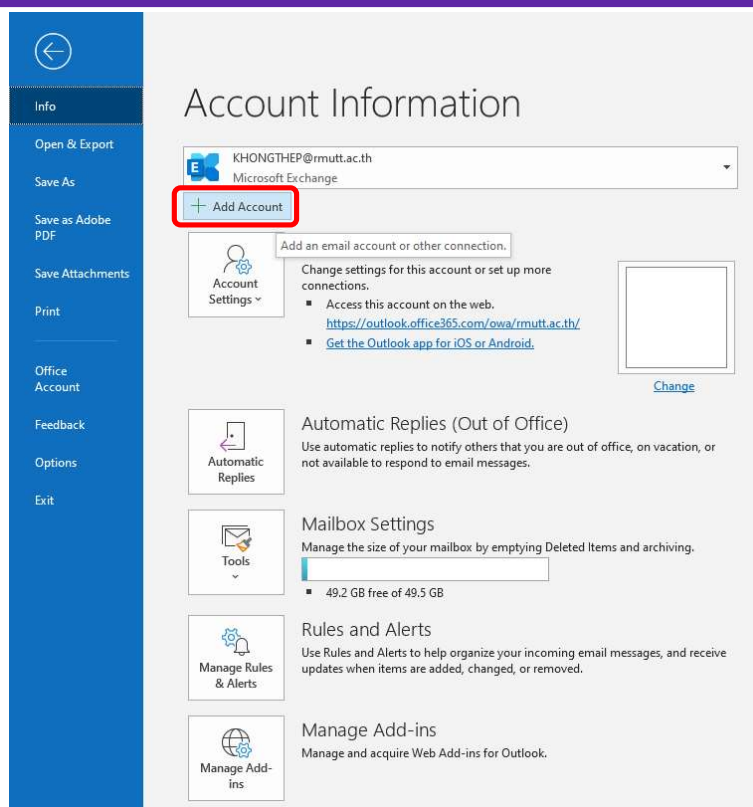 Info
Open & Export
Save As
Save as Adobe
PDF
Save Attachments
Print
Office
Account
Feedback
Options
Exit
Account Information
E
KHONGTHEP@rmutt.ac.th
Microsoft Exchange
+ Add Account
Add an email account or other connection.
Account
Settings
Change settings for this account or set up more
connections.
■ Access this account on the web.
https://outlook.office365.com/owa/rmutt.ac.th/
■ Get the Outlook app for iOS or Android.
Change
Automatic
Replies
Automatic Replies (Out of Office)
Use automatic replies to notify others that you are out of office, on vacation, or
not available to respond to email messages.
Tools
Mailbox Settings
Manage the size of your mailbox by emptying Deleted Items and archiving.
■ 49.2 GB free of 49.5 GB
Manage Rules
& Alerts
Rules and Alerts
Use Rules and Alerts to help organize your incoming email messages, and receive
updates when items are added, changed, or removed.
Manage Add-
ins
Manage Add-ins
Manage and acquire Web Add-ins for Outlook.